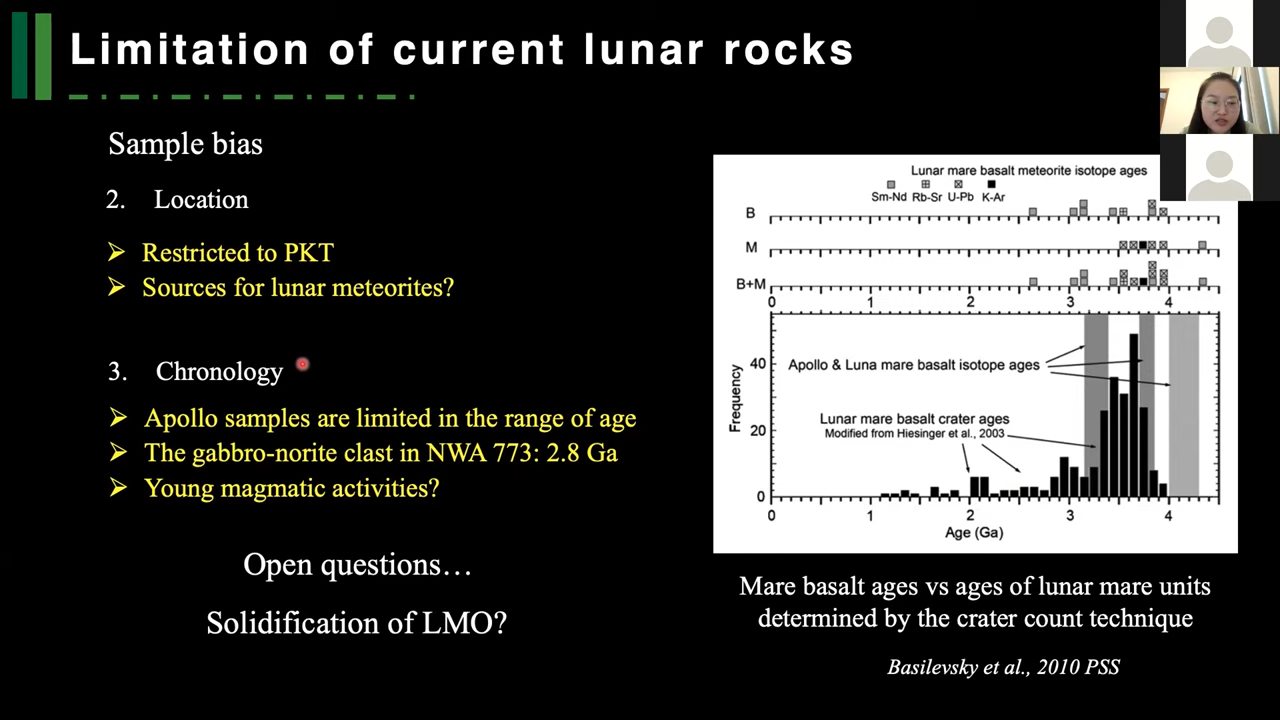 Limitation of current lunar rocks
Sample bias
2. Location
➢ Restricted to PKT
➢ Sources for lunar meteorites?
3. Chronology
➢ Apollo samples are limited in the range of age
➢ The gabbro-norite clast in NWA 773: 2.8 Ga
➢ Young magmatic activities?
Open questions…
Solidification of LMO?
Lunar mare basalt meteorite isotope ages
Sm-Nd Rb-Sr U-Pb K-Ar
B
M
B+M
0 1 2 3 4
Apollo & Luna mare basalt isotope ages
Lunar mare basalt crater ages
Modified from Hiesinger et al., 2003
Frequency
40
20
0
0 1 2 3 4
Age (Ga)
Mare basalt ages vs ages of lunar mare units
determined by the crater count technique
Basilevsky et al., 2010 PSS